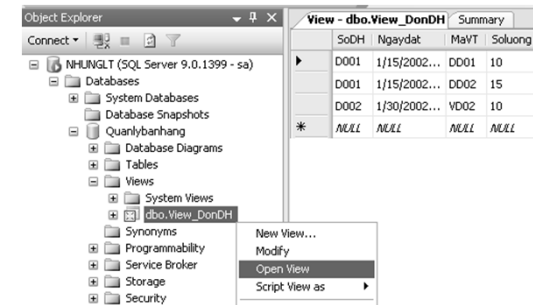 Object Explorer
Connect
NHUNGLT (SQL Server 9.0.1399 - sa)
Databases
System Databases
Database Snapshots
Quanlybanhang
Database Diagrams
Tables
Views
System Views
dbo.View_DonDH
Synonyms
Programmability
Service Broker
Storage
Security
New View...
Modify
Open View
Script View as
View - dbo.View_DonDH Summary
SoDH Ngaydat MaVT Soluong
D001 1/15/2002... DD01 10
D001 1/15/2002... DD02 15
D002 1/30/2002... VD02 10
NULL NULL NULL NULL